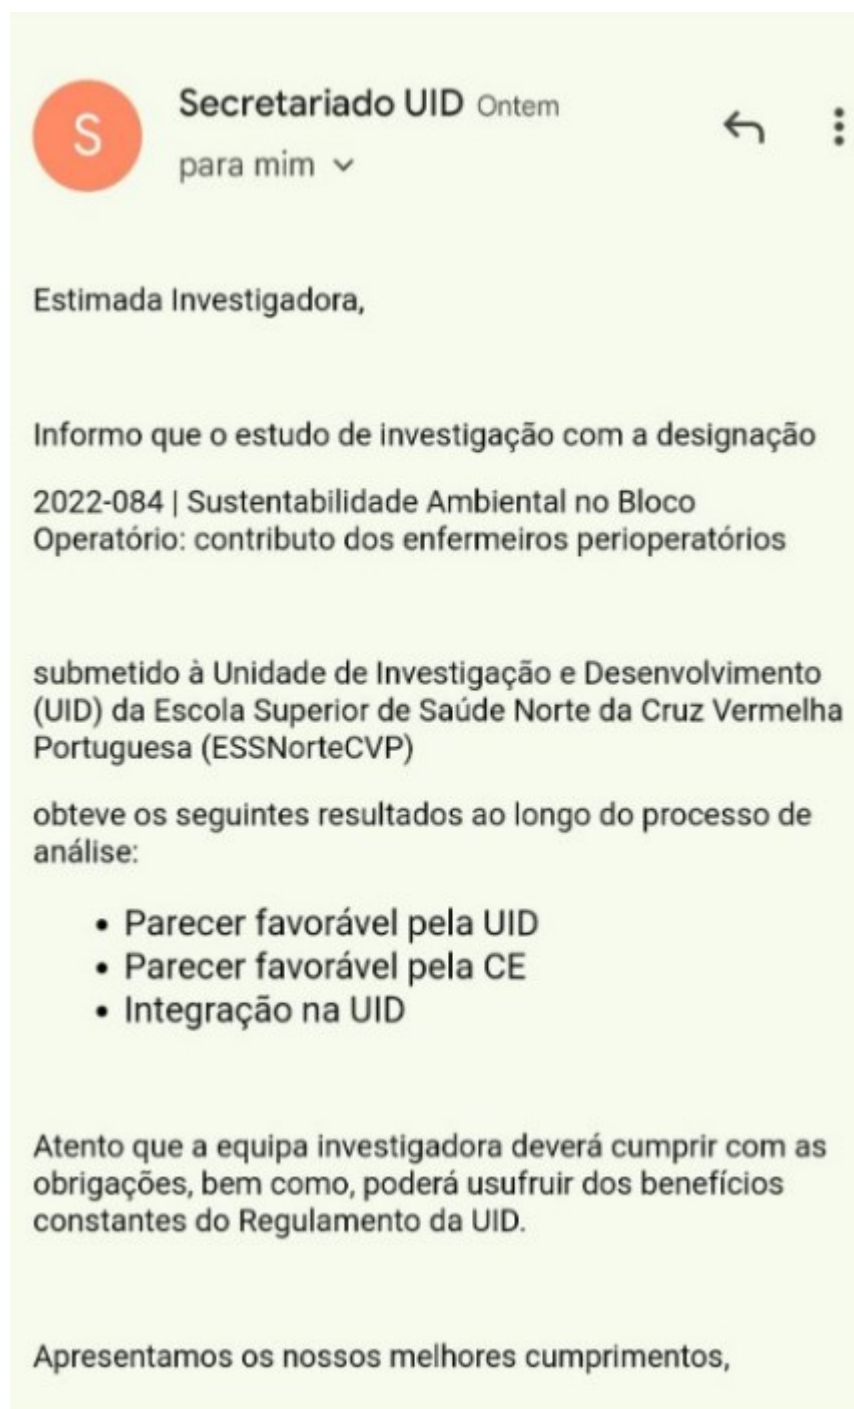 S
Secretariado UID Ontem
para mim
Estimada Investigadora,
Informo que o estudo de investigação com a designação
2022-084 | Sustentabilidade Ambiental no Bloco
Operatório: contributo dos enfermeiros perioperatórios
submetido à Unidade de Investigação e Desenvolvimento
(UID) da Escola Superior de Saúde Norte da Cruz Vermelha
Portuguesa (ESSNorteCVP)
obteve os seguintes resultados ao longo do processo de
análise:
• Parecer favorável pela UID
• Parecer favorável pela CE
• Integração na UID
Atento que a equipa investigadora deverá cumprir com as
obrigações, bem como, poderá usufruir dos benefícios
constantes do Regulamento da UID.
Apresentamos os nossos melhores cumprimentos,